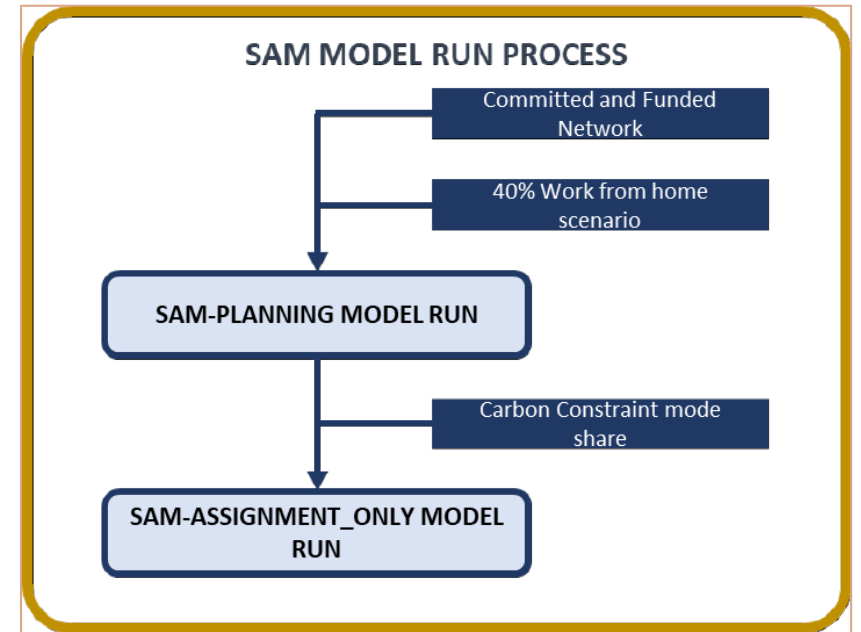 SAM MODEL RUN PROCESS
Committed and Funded
Network
40% Work from home
scenario
SAM-PLANNING MODEL RUN
Carbon Constraint mode
share
SAM-ASSIGNMENT_ONLY MODEL
RUN